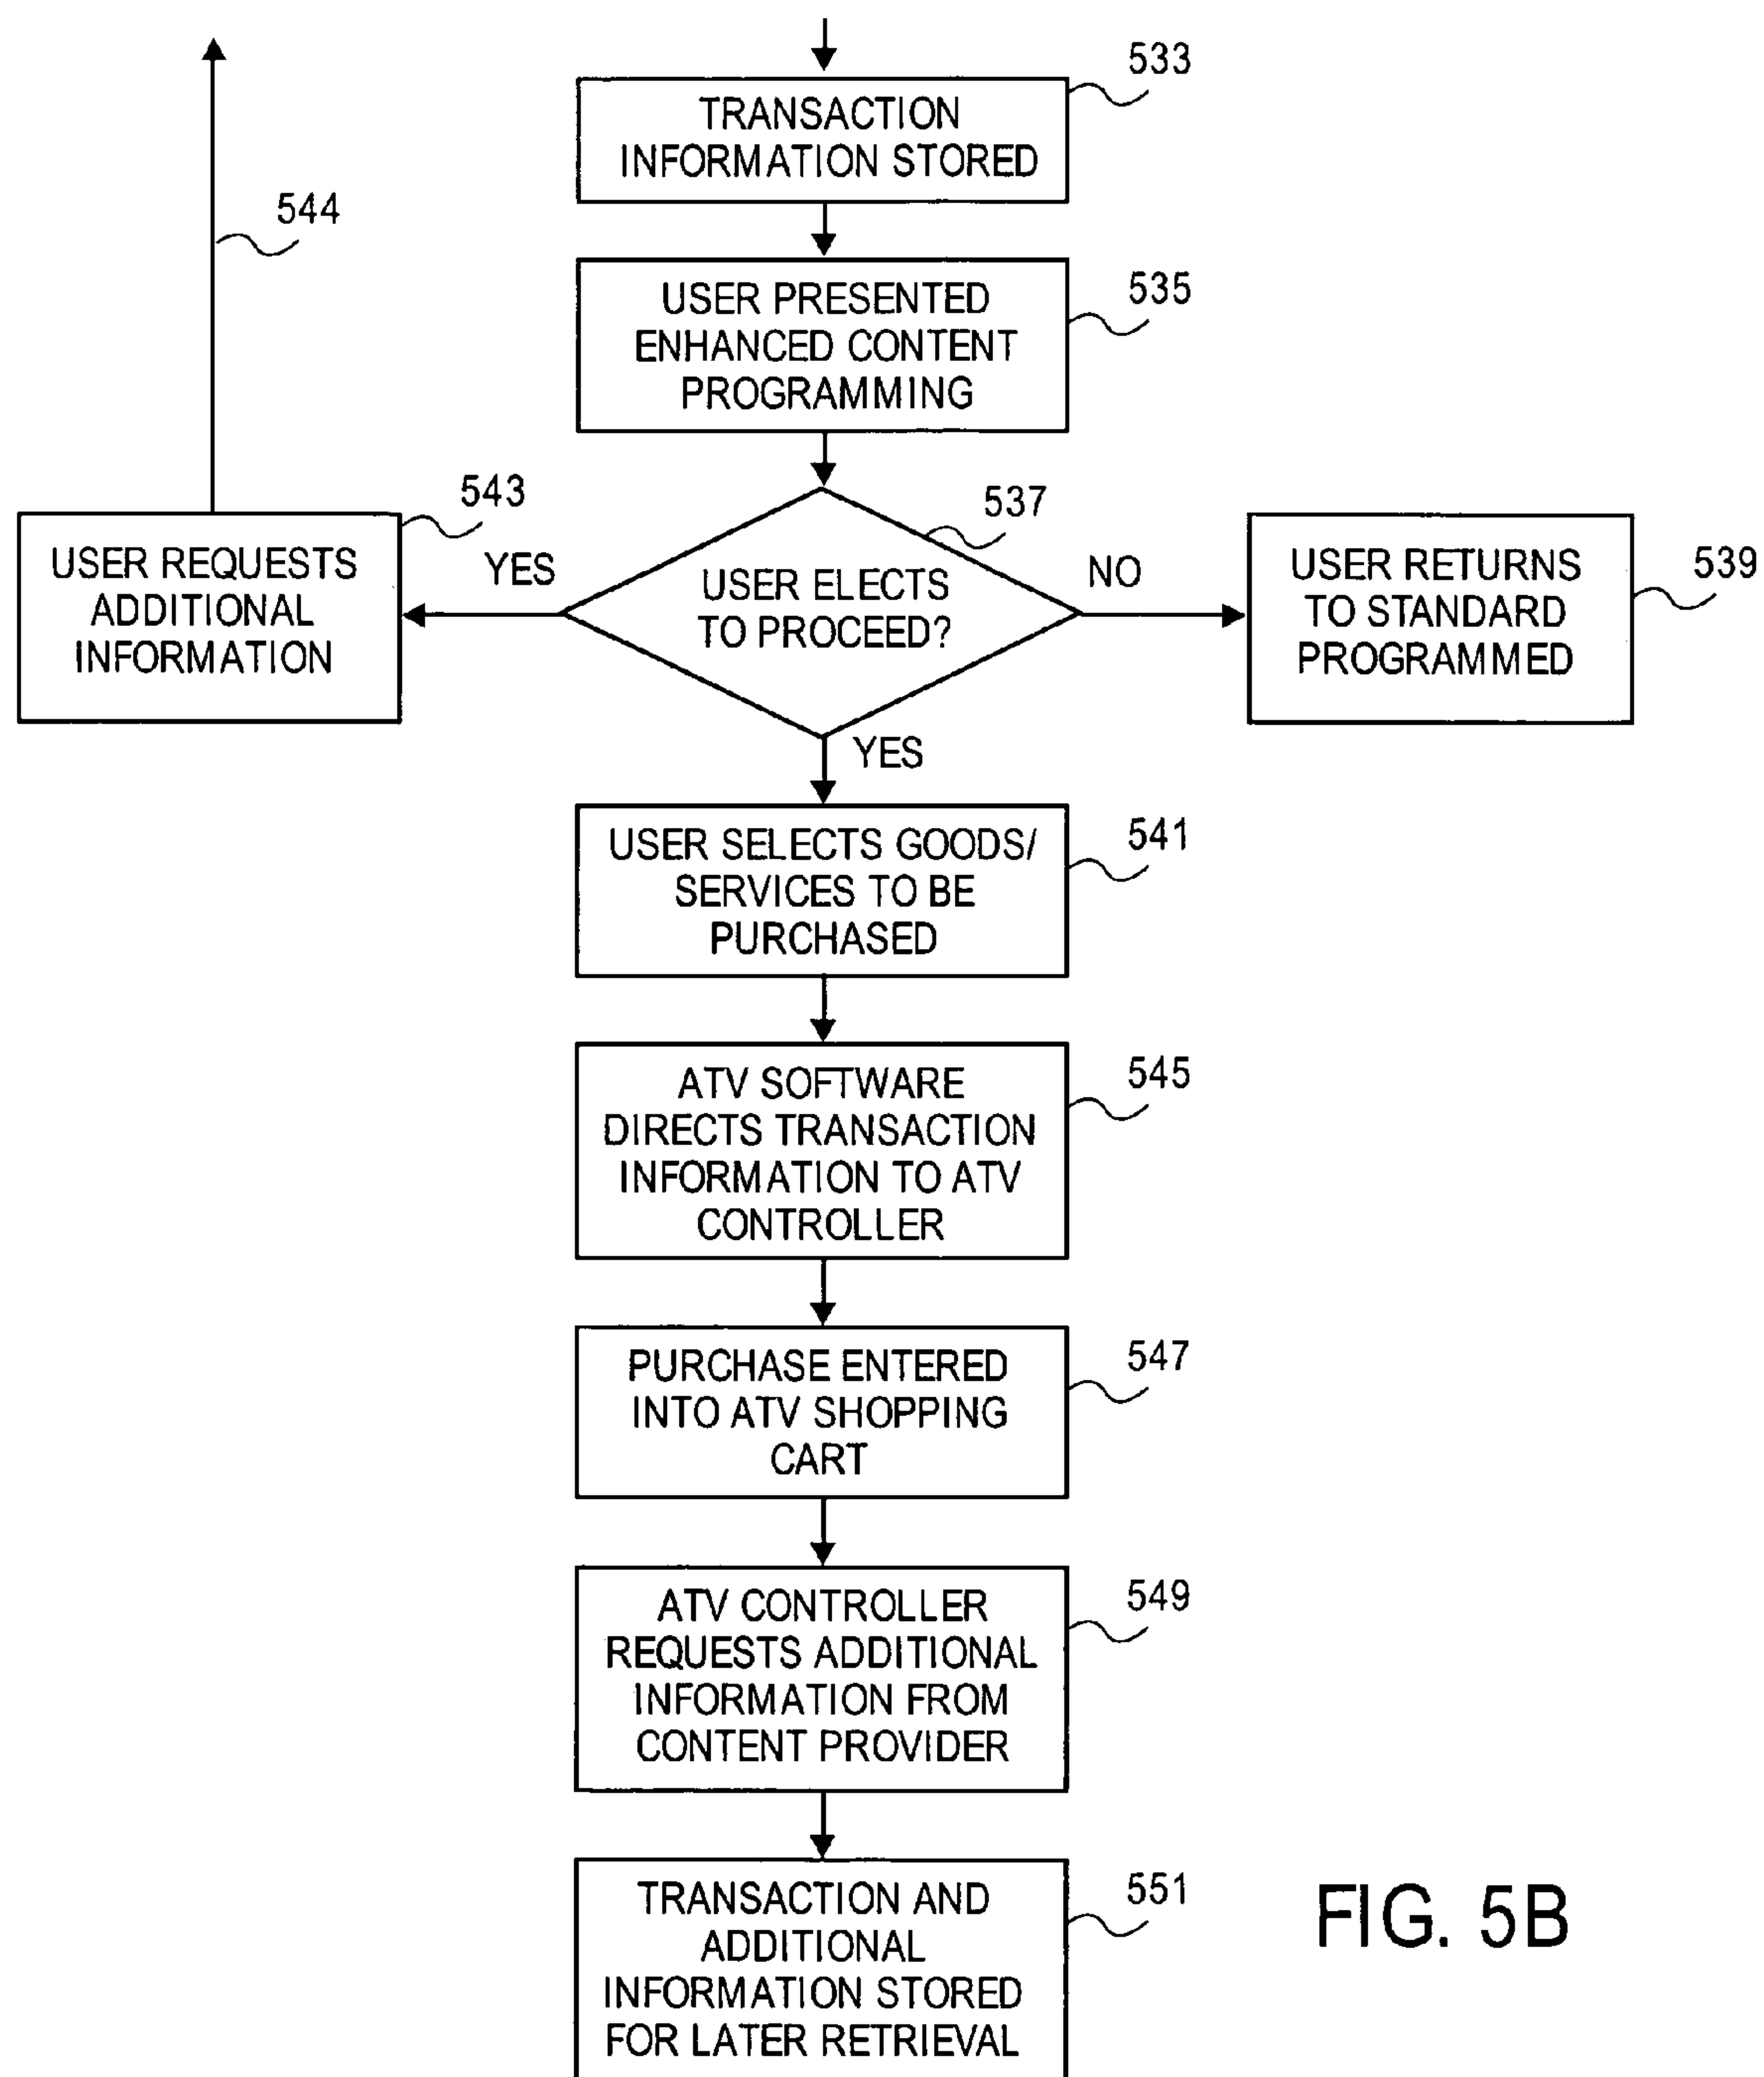 533
TRANSACTION
INFORMATION STORED
544
535
USER PRESENTED
ENHANCED CONTENT
PROGRAMMING
543
USER REQUESTS
ADDITIONAL
INFORMATION
YES
537
USER ELECTS
TO PROCEED?
NO
539
USER RETURNS
TO STANDARD
PROGRAMMED
YES
541
USER SELECTS GOODS/
SERVICES TO BE
PURCHASED
545
ATV SOFTWARE
DIRECTS TRANSACTION
INFORMATION TO ATV
CONTROLLER
547
PURCHASE ENTERED
INTO ATV SHOPPING
CART
549
ATV CONTROLLER
REQUESTS ADDITIONAL
INFORMATION FROM
CONTENT PROVIDER
551
TRANSACTION AND
ADDITIONAL
INFORMATION STORED
FOR LATER RETRIEVAL
FIG. 5B